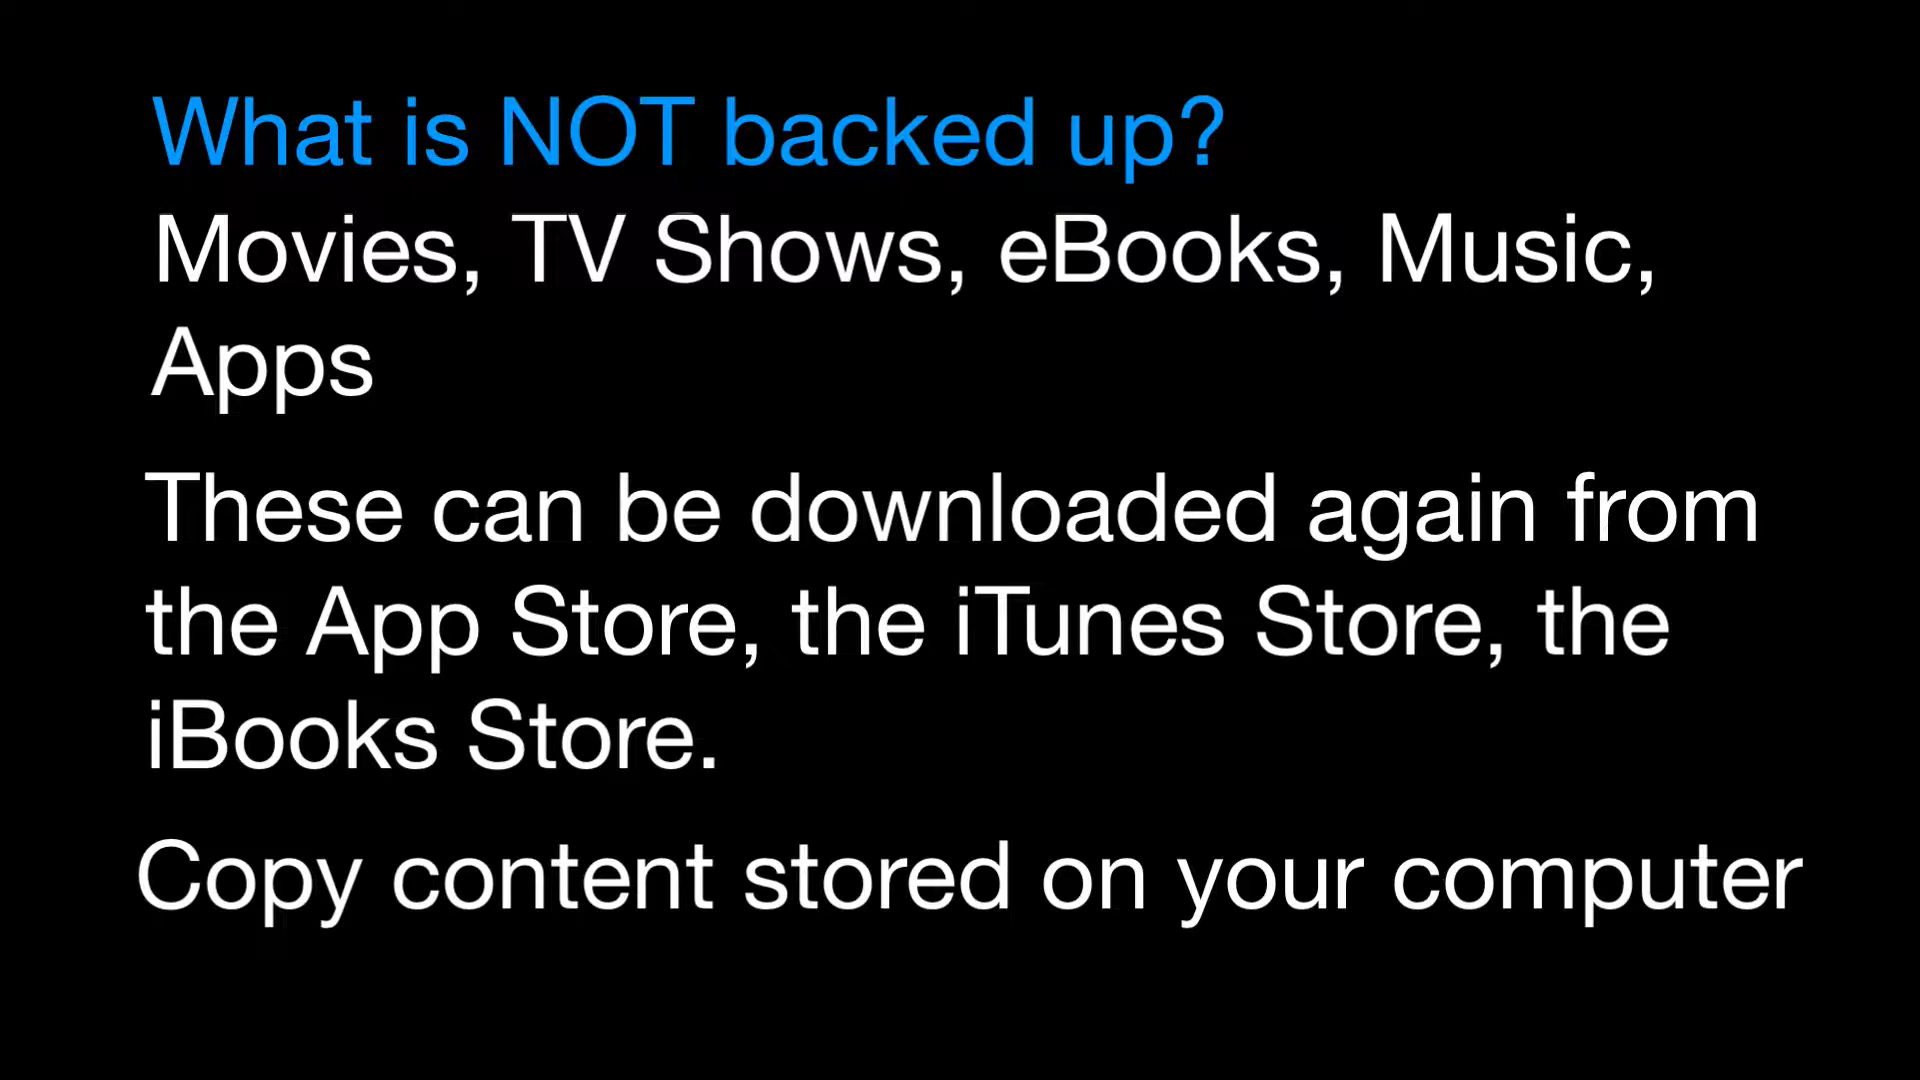 What is NOT backed up?
Movies, TV Shows, eBooks, Music,
Apps
These can be downloaded again from
the App Store, the iTunes Store, the
iBooks Store.
Copy content stored on your computer